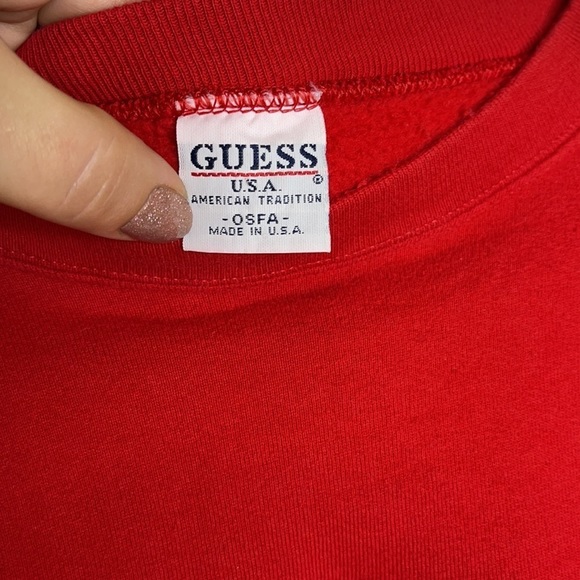 GUESS
U.S.A. ®
AMERICAN TRADITION
-OSFA-
MADE IN U.S.A.